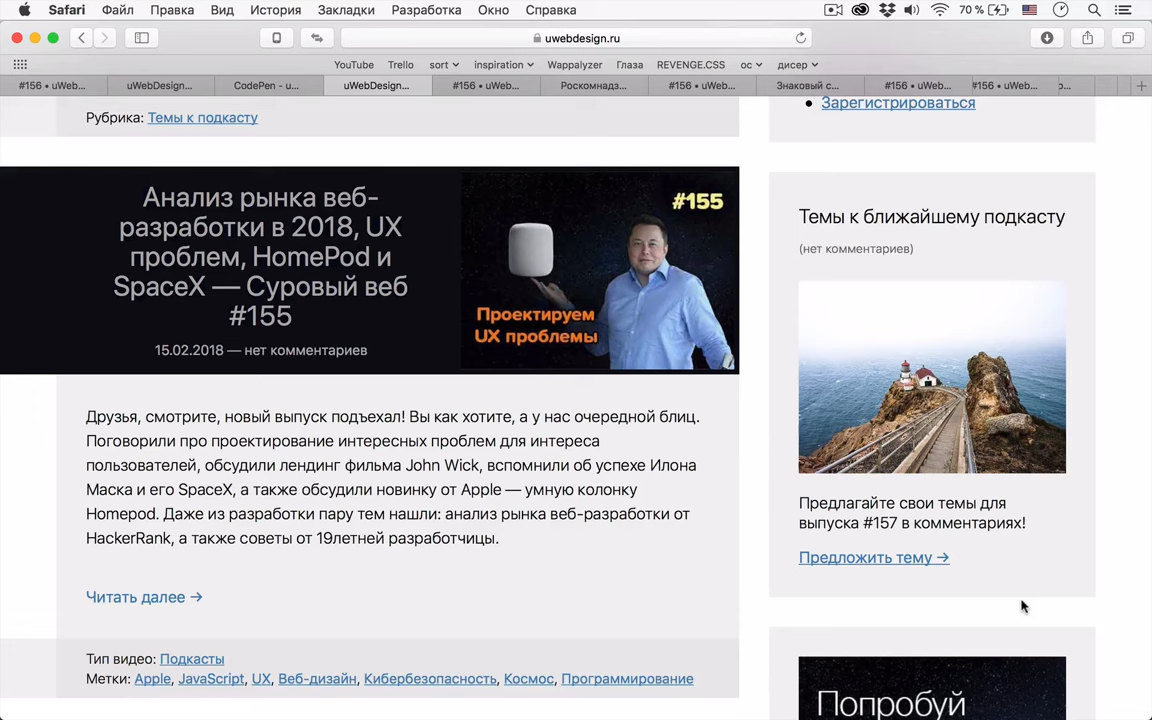 Safari Файл Правка Вид История Закладки Разработка Окно Справка 70 %
uwebdesign.ru
YouTube Trello sort inspiration Wappalyzer Глаза REVENGE.CSS ос дисер
#156 • uWeb... uWebDesign... CodePen - u... uWebDesign... #156 • uWeb... Роскомнадз... #156 • uWeb... Знаковый с... #156 • uWeb... #156 • uWeb...
Рубрика: Темы к подкасту
Зарегистрироваться
Анализ рынка веб-
разработки в 2018, UX
проблем, HomePod и
SpaceX — Суровый веб
#155
15.02.2018 — нет комментариев
#155
Проектируем
UX проблемы
Друзья, смотрите, новый выпуск подъехал! Вы как хотите, а у нас очередной блиц.
Поговорили про проектирование интересных проблем для интереса
пользователей, обсудили лендинг фильма John Wick, вспомнили об успехе Илона
Маска и его SpaceX, а также обсудили новинку от Apple — умную колонку
Homepod. Даже из разработки пару тем нашли: анализ рынка веб-разработки от
HackerRank, а также советы от 19летней разработчицы.
Читать далее →
Тип видео: Подкасты
Метки: Apple, JavaScript, UX, Веб-дизайн, Кибербезопасность, Космос, Программирование
Темы к ближайшему подкасту
(нет комментариев)
Предлагайте свои темы для
выпуска #157 в комментариях!
Предложить тему →
Попробуй